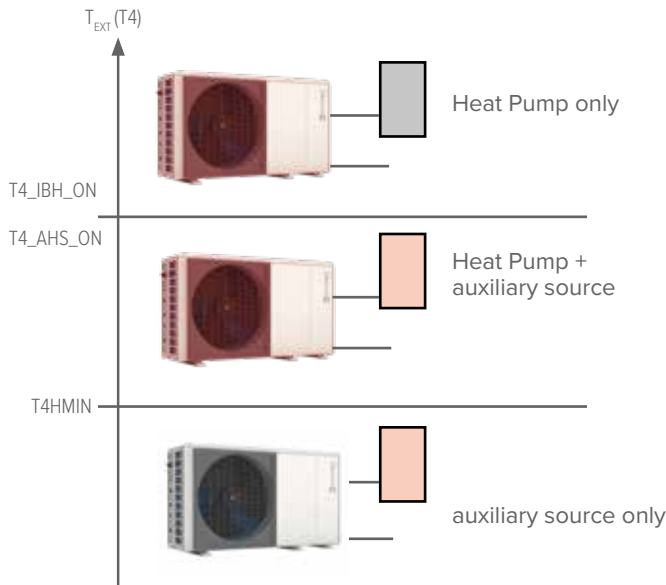 T_EXT (T4)
Heat Pump only
T4_IBH_ON
T4_AHS_ON
Heat Pump +
auxiliary source
T4HMIN
auxiliary source only